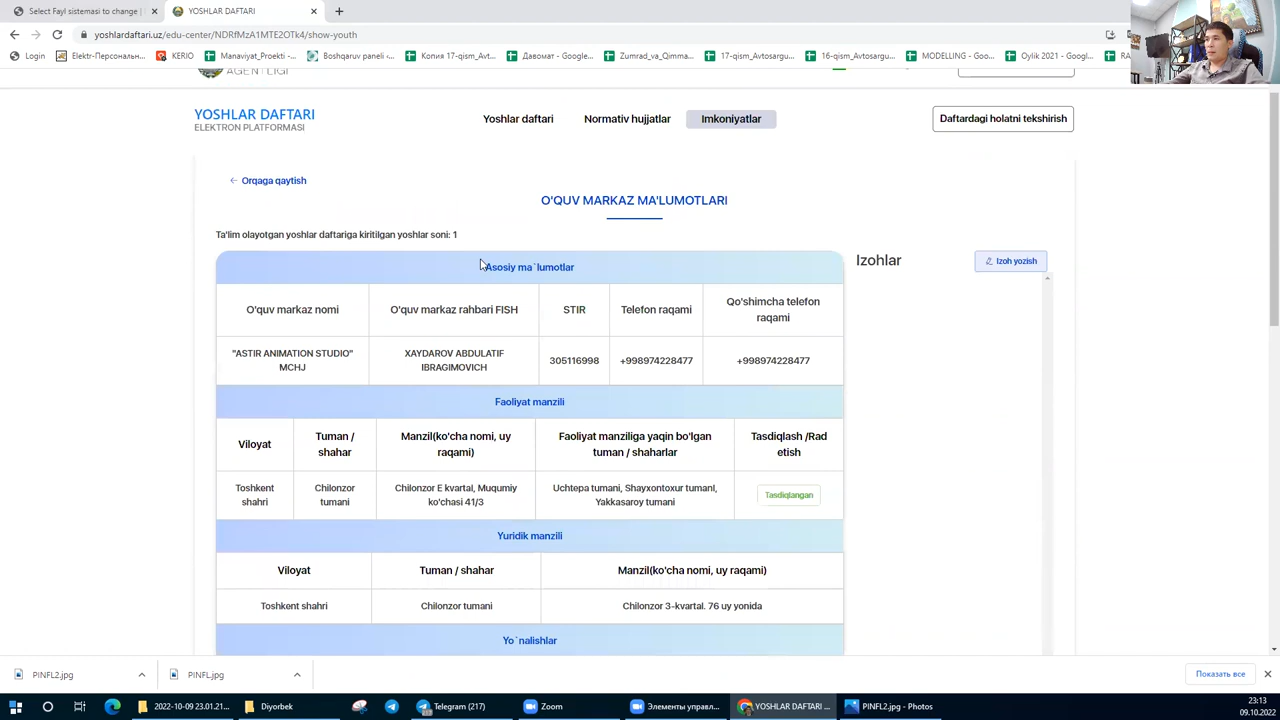 Select Fayl sistemasi to change |
YOSHLAR DAFTARI
yoshlardaftari.uz/edu-center/NDRfMzA1MTE2OTk4/show-youth
Login
Elektr-Персональн...
KERIO
Manaviyat_Proekti - ...
Boshqaruv paneli ‹...
Копия 17-qism_Avt...
Давомат - Google...
Zumrad_va_Qimma...
17-qism_Avtosargu...
16-qism_Avtosargu...
MODELLING - Goo...
Oylik 2021 - Googl...
AGENTLIGI
YOSHLAR DAFTARI
ELEKTRON PLATFORMASI
Yoshlar daftari
Normativ hujjatlar
Imkoniyatlar
Daftardagi holatni tekshirish
← Orqaga qaytish
O'QUV MARKAZ MA'LUMOTLARI
Ta'lim olayotgan yoshlar daftariga kiritilgan yoshlar soni: 1
Asosiy ma`lumotlar
Izohlar
Izoh yozish
O'quv markaz nomi
O'quv markaz rahbari FISH
STIR
Telefon raqami
Qo'shimcha telefon
raqami
"ASTIR ANIMATION STUDIO"
MCHJ
XAYDAROV ABDULATIF
IBRAGIMOVICH
305116998
+998974228477
+998974228477
Faoliyat manzili
Viloyat
Tuman /
shahar
Manzil(ko'cha nomi, uy
raqami)
Faoliyat manziliga yaqin bo'lgan
tuman / shaharlar
Tasdiqlash /Rad
etish
Toshkent
shahri
Chilonzor
tumani
Chilonzor E kvartal, Muqumiy
ko'chasi 41/3
Uchtepa tumani, Shayxontoxur tumanI,
Yakkasaroy tumani
Tasdiqlangan
Yuridik manzili
Viloyat
Tuman / shahar
Manzil(ko'cha nomi, uy raqami)
Toshkent shahri
Chilonzor tumani
Chilonzor 3-kvartal. 76 uy yonida
Yo`nalishlar
PINFL2.jpg
PINFL.jpg
Показать все
2022-10-09 23.01.21...
Diyorbek
Telegram (217)
Zoom
Элементы управл...
YOSHLAR DAFTARI ...
PINFL2.jpg - Photos
23:13
09.10.2022